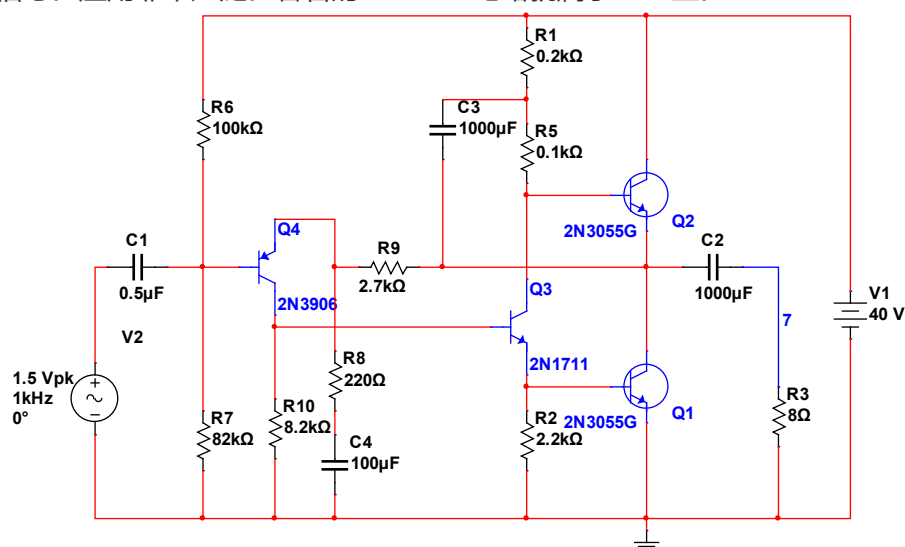 R1
0.2kΩ
R6
100kΩ
C3
1000µF
R5
0.1kΩ
Q2
2N3055G
Q4
C1
0.5µF
R9
2.7kΩ
C2
1000µF
2N3906
Q3
V1
40 V
7
V2
2N1711
1.5 Vpk
1kHz
0°
R8
220Ω
R3
8Ω
R7
82kΩ
R10
8.2kΩ
R2
2.2kΩ
2N3055G
Q1
C4
100µF